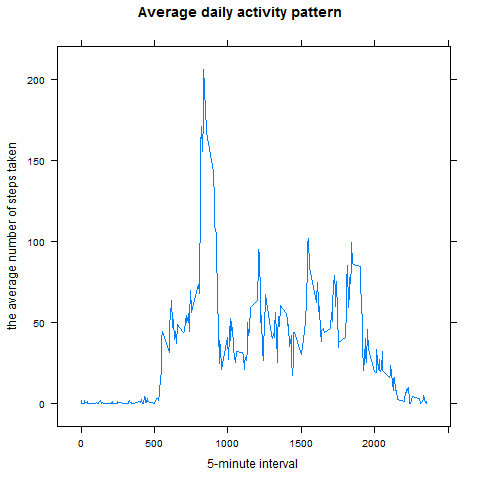 Average daily activity pattern
the average number of steps taken
200
150
100
50
0
0 500 1000 1500 2000
5-minute interval